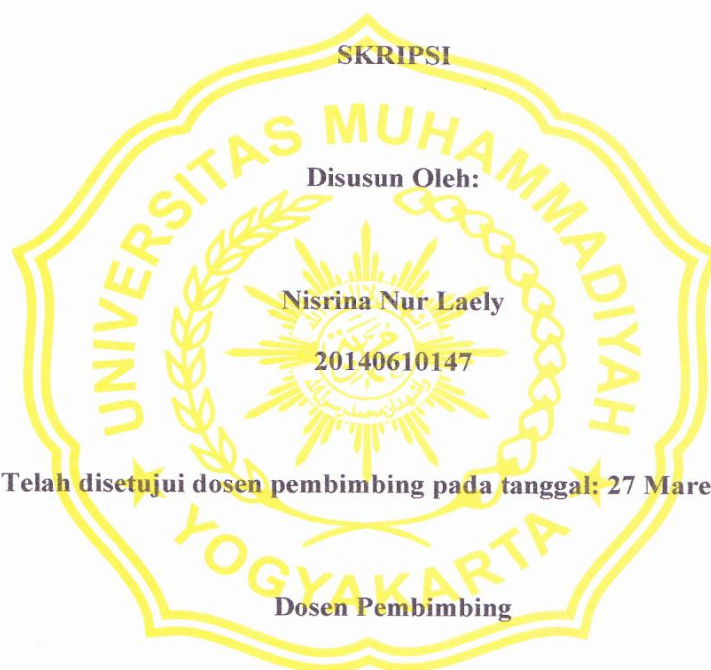 SKRIPSI
UNIVERSITAS MUHAMMADIYAH
Disusun Oleh:
Nisrina Nur Laely
20140610147
Telah disetujui dosen pembimbing pada tanggal: 27 Mare
YOGYAKARTA
Dosen Pembimbing